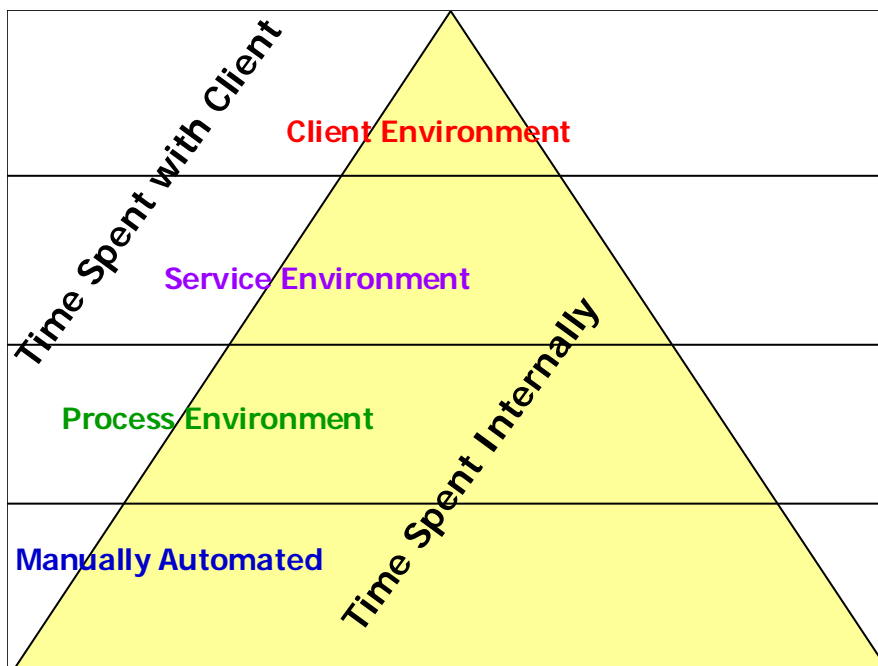 Time Spent with Client
Client Environment
Service Environment
Time Spent Internally
Process Environment
Manually Automated